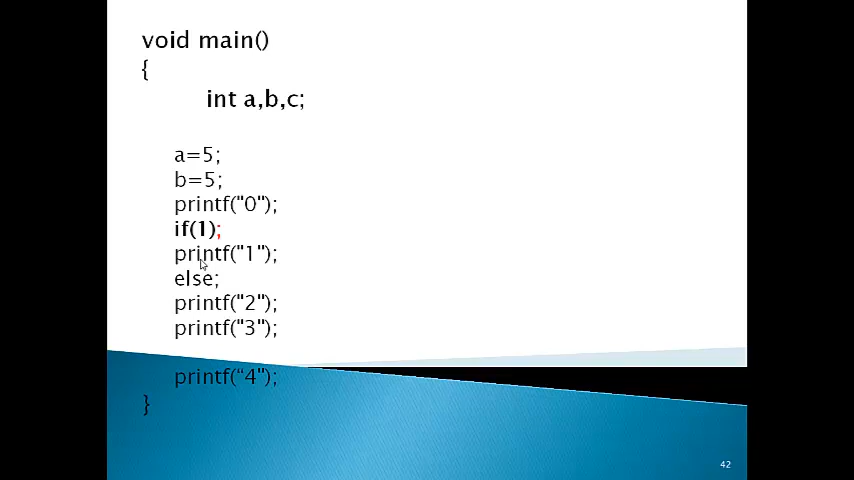 void main()
{
int a,b,c;
a=5;
b=5;
printf("0");
if(1);
printf("1");
else;
printf("2");
printf("3");
printf(“4");
}
42